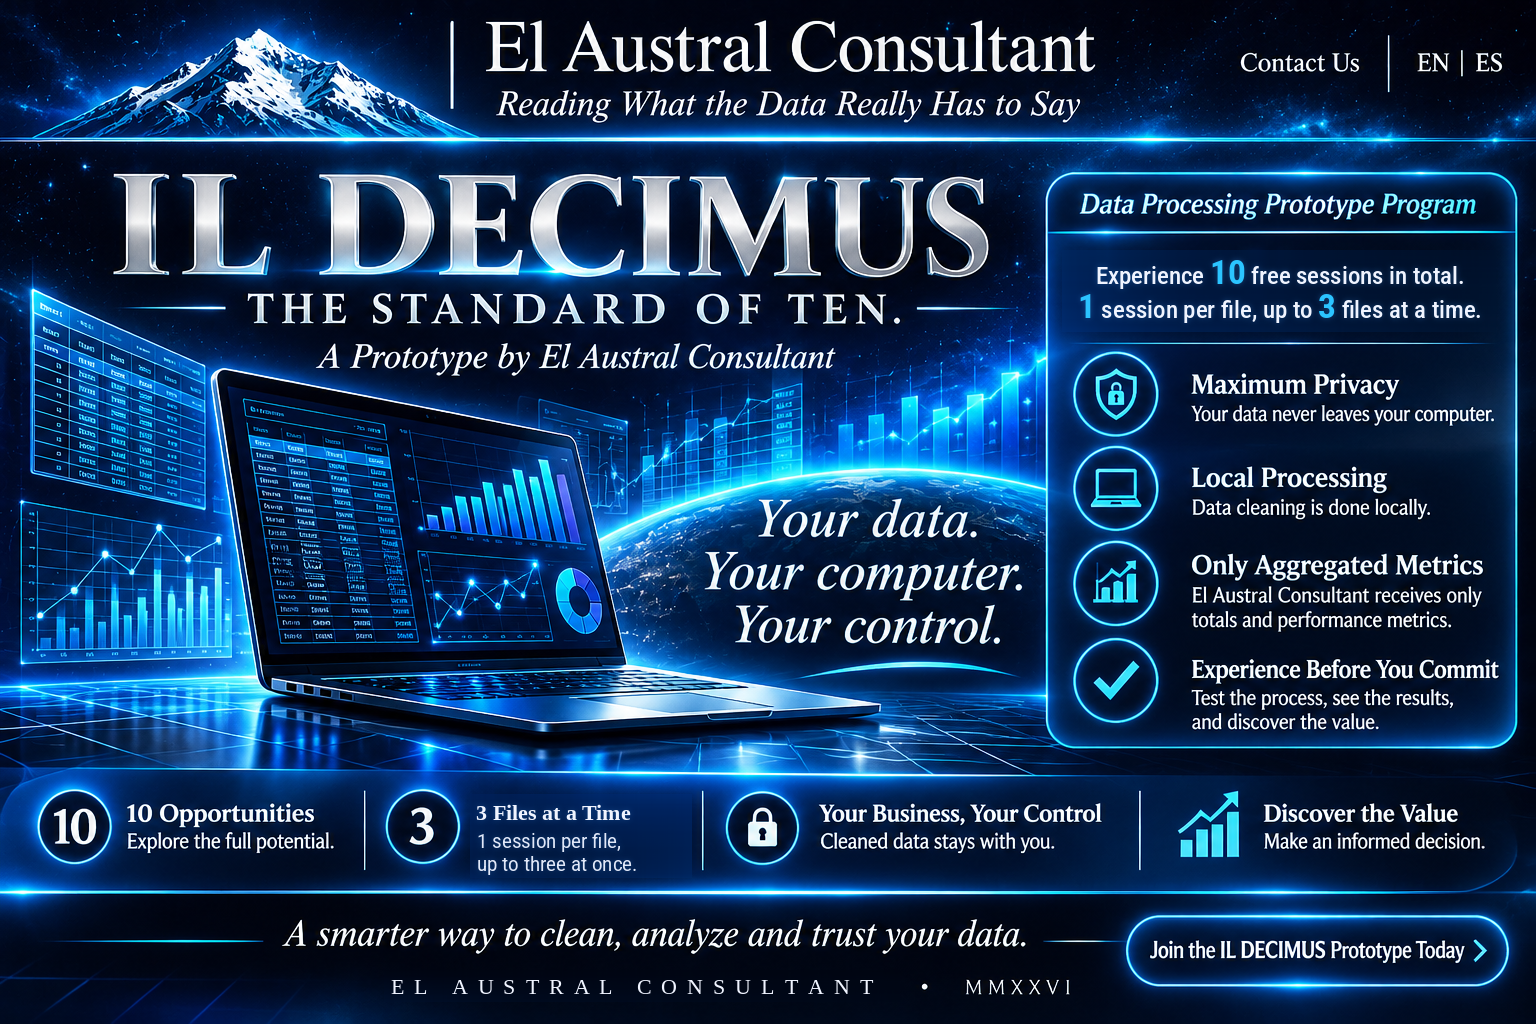 El Austral Consultant
Reading What the Data Really Has to Say
Contact Us
EN | ES
IL DECIMUS
THE STANDARD OF TEN.
A Prototype by El Austral Consultant
Your data.
Your computer.
Your control.
Data Processing Prototype Program
Experience 10 free sessions in total.
1 session per file, up to 3 files at a time.
Maximum Privacy
Your data never leaves your computer.
Local Processing
Data cleaning is done locally.
Only Aggregated Metrics
El Austral Consultant receives only
totals and performance metrics.
Experience Before You Commit
Test the process, see the results,
and discover the value.
10
10 Opportunities
Explore the full potential.
3
3 Files at a Time
1 session per file,
up to three at once.
Your Business, Your Control
Cleaned data stays with you.
Discover the Value
Make an informed decision.
A smarter way to clean, analyze and trust your data.
Join the IL DECIMUS Prototype Today
EL AUSTRAL CONSULTANT • MMXXVI